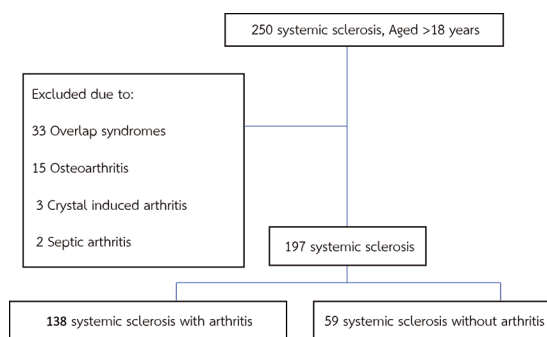 250 systemic sclerosis, Aged >18 years
Excluded due to:
33 Overlap syndromes
15 Osteoarthritis
3 Crystal induced arthritis
2 Septic arthritis
197 systemic sclerosis
138 systemic sclerosis with arthritis
59 systemic sclerosis without arthritis